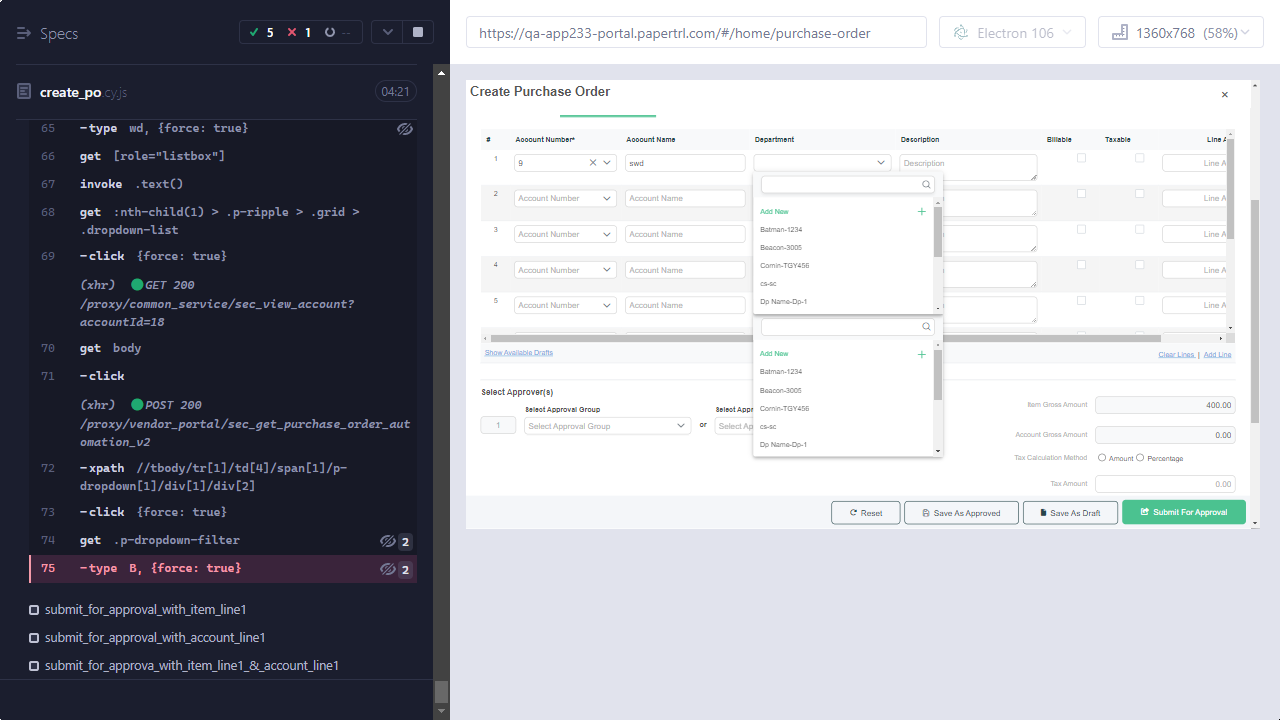 Specs
5
1
--
create_po.cy.js
04:21
65 -type wd, {force: true}
66 get [role="listbox"]
67 invoke .text()
68 get :nth-child(1) > .p-ripple > .grid >
.dropdown-list
69 -click {force: true}
(xhr) GET 200
/proxy/common_service/sec_view_account?
accountId=18
70 get body
71 -click
(xhr) POST 200
/proxy/vendor_portal/sec_get_purchase_order_aut
omation_v2
72 -xpath //tbody/tr[1]/td[4]/span[1]/p-
dropdown[1]/div[1]/div[2]
73 -click {force: true}
74 get .p-dropdown-filter 2
75 -type B, {force: true} 2
submit_for_approval_with_item_line1
submit_for_approval_with_account_line1
submit_for_approva_with_item_line1_&_account_line1
https://qa-app233-portal.papertrl.com/#/home/purchase-order
Electron 106
1360x768 (58%)
Create Purchase Order
×
# Account Number* Account Name Department Description Billable Taxable Line A
1 9 swd Description Line A
2 Account Number Account Name Line A
3 Account Number Account Name Line A
4 Account Number Account Name Line A
5 Account Number Account Name Line A
Add New
Batman-1234
Beacon-3005
Comin-TGY456
cs-sc
Dp Name-Dp-1
Show Available Drafts
Clear Lines | Add Line
Add New
Batman-1234
Beacon-3005
Comin-TGY456
cs-sc
Dp Name-Dp-1
Select Approver(s)
Select Approval Group
Select Appr
1 Select Approval Group or Select Ap
Item Gross Amount 400.00
Account Gross Amount 0.00
Tax Calculation Method Amount Percentage
Tax Amount 0.00
Reset
Save As Approved
Save As Draft
Submit For Approval